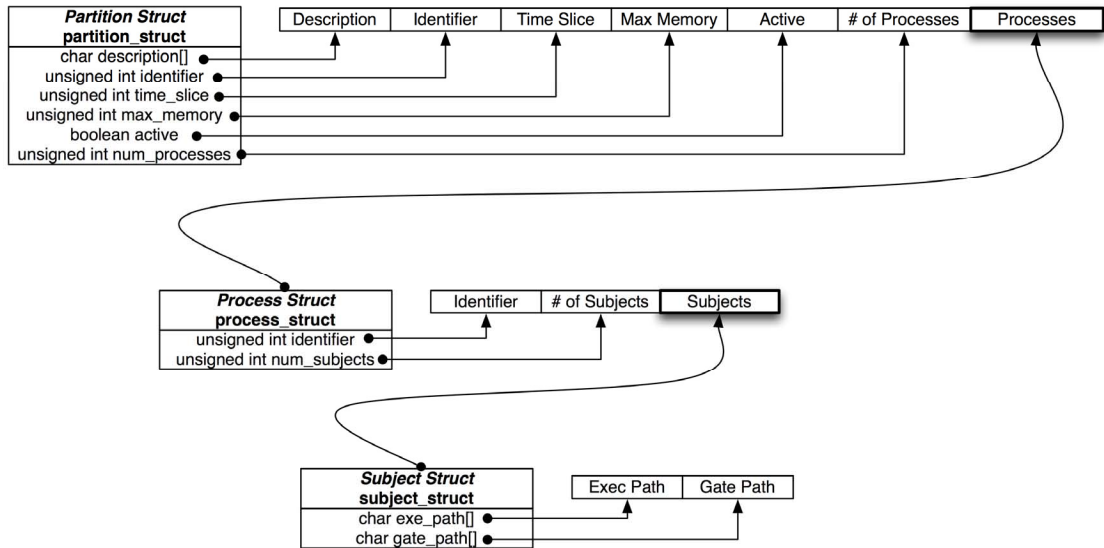 Partition Struct
partition_struct
char description[]
unsigned int identifier
unsigned int time_slice
unsigned int max_memory
boolean active
unsigned int num_processes
Description Identifier Time Slice Max Memory Active # of Processes Processes
Process Struct
process_struct
unsigned int identifier
unsigned int num_subjects
Identifier # of Subjects Subjects
Subject Struct
subject_struct
char exe_path[]
char gate_path[]
Exec Path Gate Path